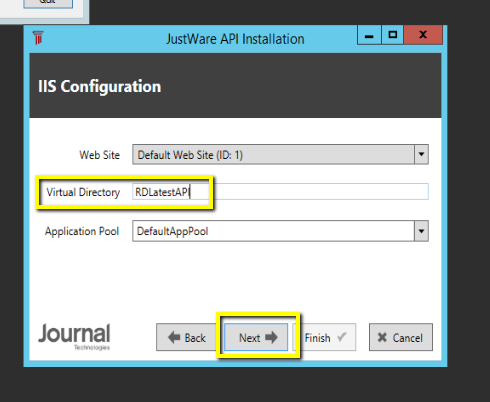 Quit
JustWare API Installation
IIS Configuration
Web Site Default Web Site (ID: 1)
Virtual Directory RDLatestAPI
Application Pool DefaultAppPool
Journal
Technologies
Back Next Finish Cancel